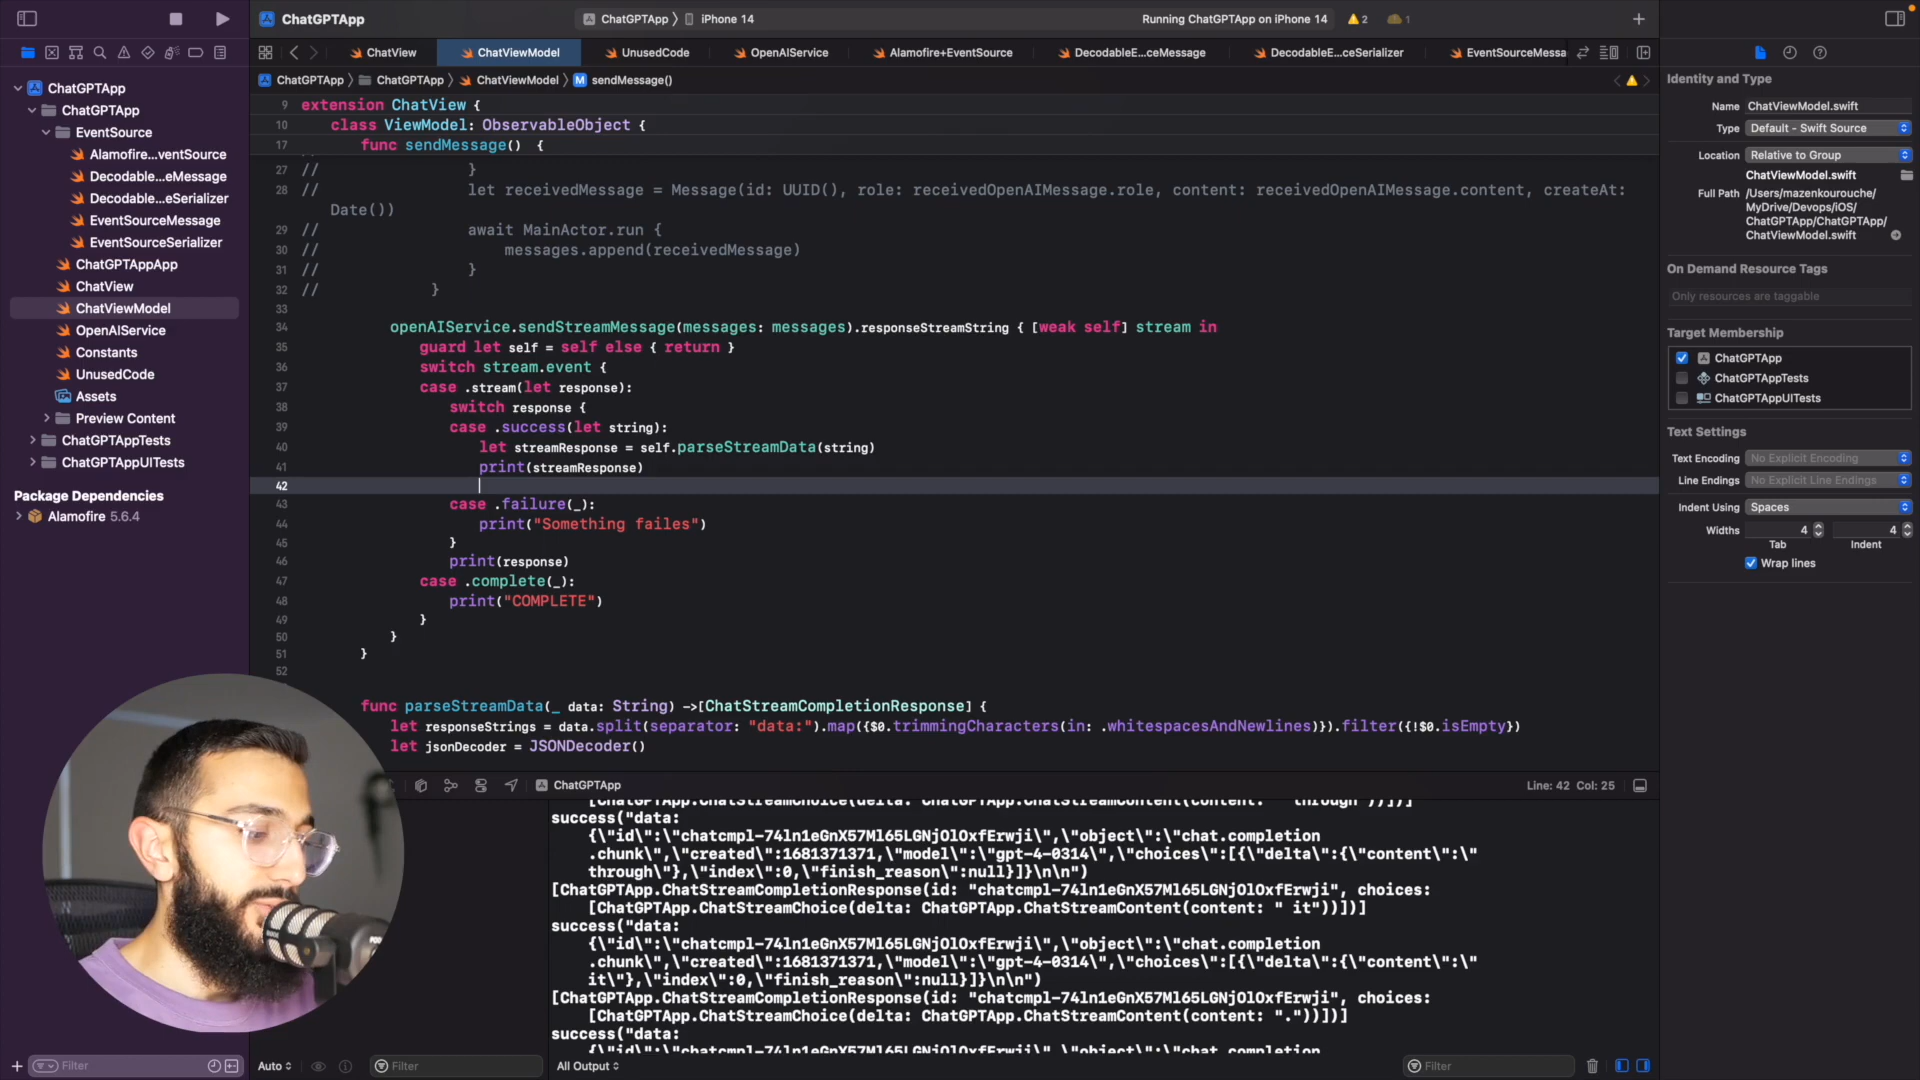 ChatGPTApp
ChatGPTApp
iPhone 14
Running ChatGPTApp on iPhone 14
2
1
ChatView
ChatViewModel
UnusedCode
OpenAIService
Alamofire+EventSource
DecodableE...ceMessage
DecodableE...ceSerializer
EventSourceMessa
ChatGPTApp
ChatGPTApp
ChatViewModel
M
sendMessage()
ChatGPTApp
ChatGPTApp
EventSource
Alamofire...ventSource
Decodable...eMessage
Decodable...eSerializer
EventSourceMessage
EventSourceSerializer
ChatGPTAppApp
ChatView
ChatViewModel
OpenAIService
Constants
UnusedCode
Assets
Preview Content
ChatGPTAppTests
ChatGPTAppUITests
Package Dependencies
Alamofire 5.6.4
Filter
9 extension ChatView {
10 class ViewModel: ObservableObject {
17 func sendMessage() {
27 // }
28 // let receivedMessage = Message(id: UUID(), role: receivedOpenAIMessage.role, content: receivedOpenAIMessage.content, createAt:
Date())
29 // await MainActor.run {
30 // messages.append(receivedMessage)
31 // }
32 // }
33
34 openAIService.sendStreamMessage(messages: messages).responseStreamString { [weak self] stream in
35 guard let self = self else { return }
36 switch stream.event {
37 case .stream(let response):
38 switch response {
39 case .success(let string):
40 let streamResponse = self.parseStreamData(string)
41 print(streamResponse)
42
43 case .failure(_):
44 print("Something failes")
45 }
46 print(response)
47 case .complete(_):
48 print("COMPLETE")
49 }
50 }
51 }
52
func parseStreamData(_ data: String) ->[ChatStreamCompletionResponse] {
let responseStrings = data.split(separator: "data:").map({$0.trimmingCharacters(in: .whitespacesAndNewlines)}).filter({!$0.isEmpty})
let jsonDecoder = JSONDecoder()
ChatGPTApp
Line: 42 Col: 25
[ChatGPTApp.ChatStreamChoice(delta: ChatGPTApp.ChatStreamContent(content: " through"))])]
success("data:
{\"id\":\"chatcmpl-74ln1eGnX57Ml65LGNjOlOxfErwji\",\"object\":\"chat.completion
.chunk\",\"created\":1681371371,\"model\":\"gpt-4-0314\",\"choices\":[{\"delta\":{\"content\":\"
through\"},\"index\":0,\"finish_reason\":null}]}\n\n")
[ChatGPTApp.ChatStreamCompletionResponse(id: "chatcmpl-74ln1eGnX57Ml65LGNjOlOxfErwji", choices:
[ChatGPTApp.ChatStreamChoice(delta: ChatGPTApp.ChatStreamContent(content: " it"))])]
success("data:
{\"id\":\"chatcmpl-74ln1eGnX57Ml65LGNjOlOxfErwji\",\"object\":\"chat.completion
.chunk\",\"created\":1681371371,\"model\":\"gpt-4-0314\",\"choices\":[{\"delta\":{\"content\":\"
it\"},\"index\":0,\"finish_reason\":null}]}\n\n")
[ChatGPTApp.ChatStreamCompletionResponse(id: "chatcmpl-74ln1eGnX57Ml65LGNjOlOxfErwji", choices:
[ChatGPTApp.ChatStreamChoice(delta: ChatGPTApp.ChatStreamContent(content: "."))])]
success("data:
{\"id\":\"chatcmpl-74ln1eGnX57Ml65LGNjOlOxfErwji\",\"object\":\"chat.completion
Auto
Filter
All Output
Filter
Identity and Type
Name ChatViewModel.swift
Type Default - Swift Source
Location Relative to Group
ChatViewModel.swift
Full Path /Users/mazenkourouche/
MyDrive/Devops/iOS/
ChatGPTApp/ChatGPTApp/
ChatViewModel.swift
On Demand Resource Tags
Only resources are taggable
Target Membership
ChatGPTApp
ChatGPTAppTests
ChatGPTAppUITests
Text Settings
Text Encoding No Explicit Encoding
Line Endings No Explicit Line Endings
Indent Using Spaces
Widths 4 4
Tab Indent
Wrap lines